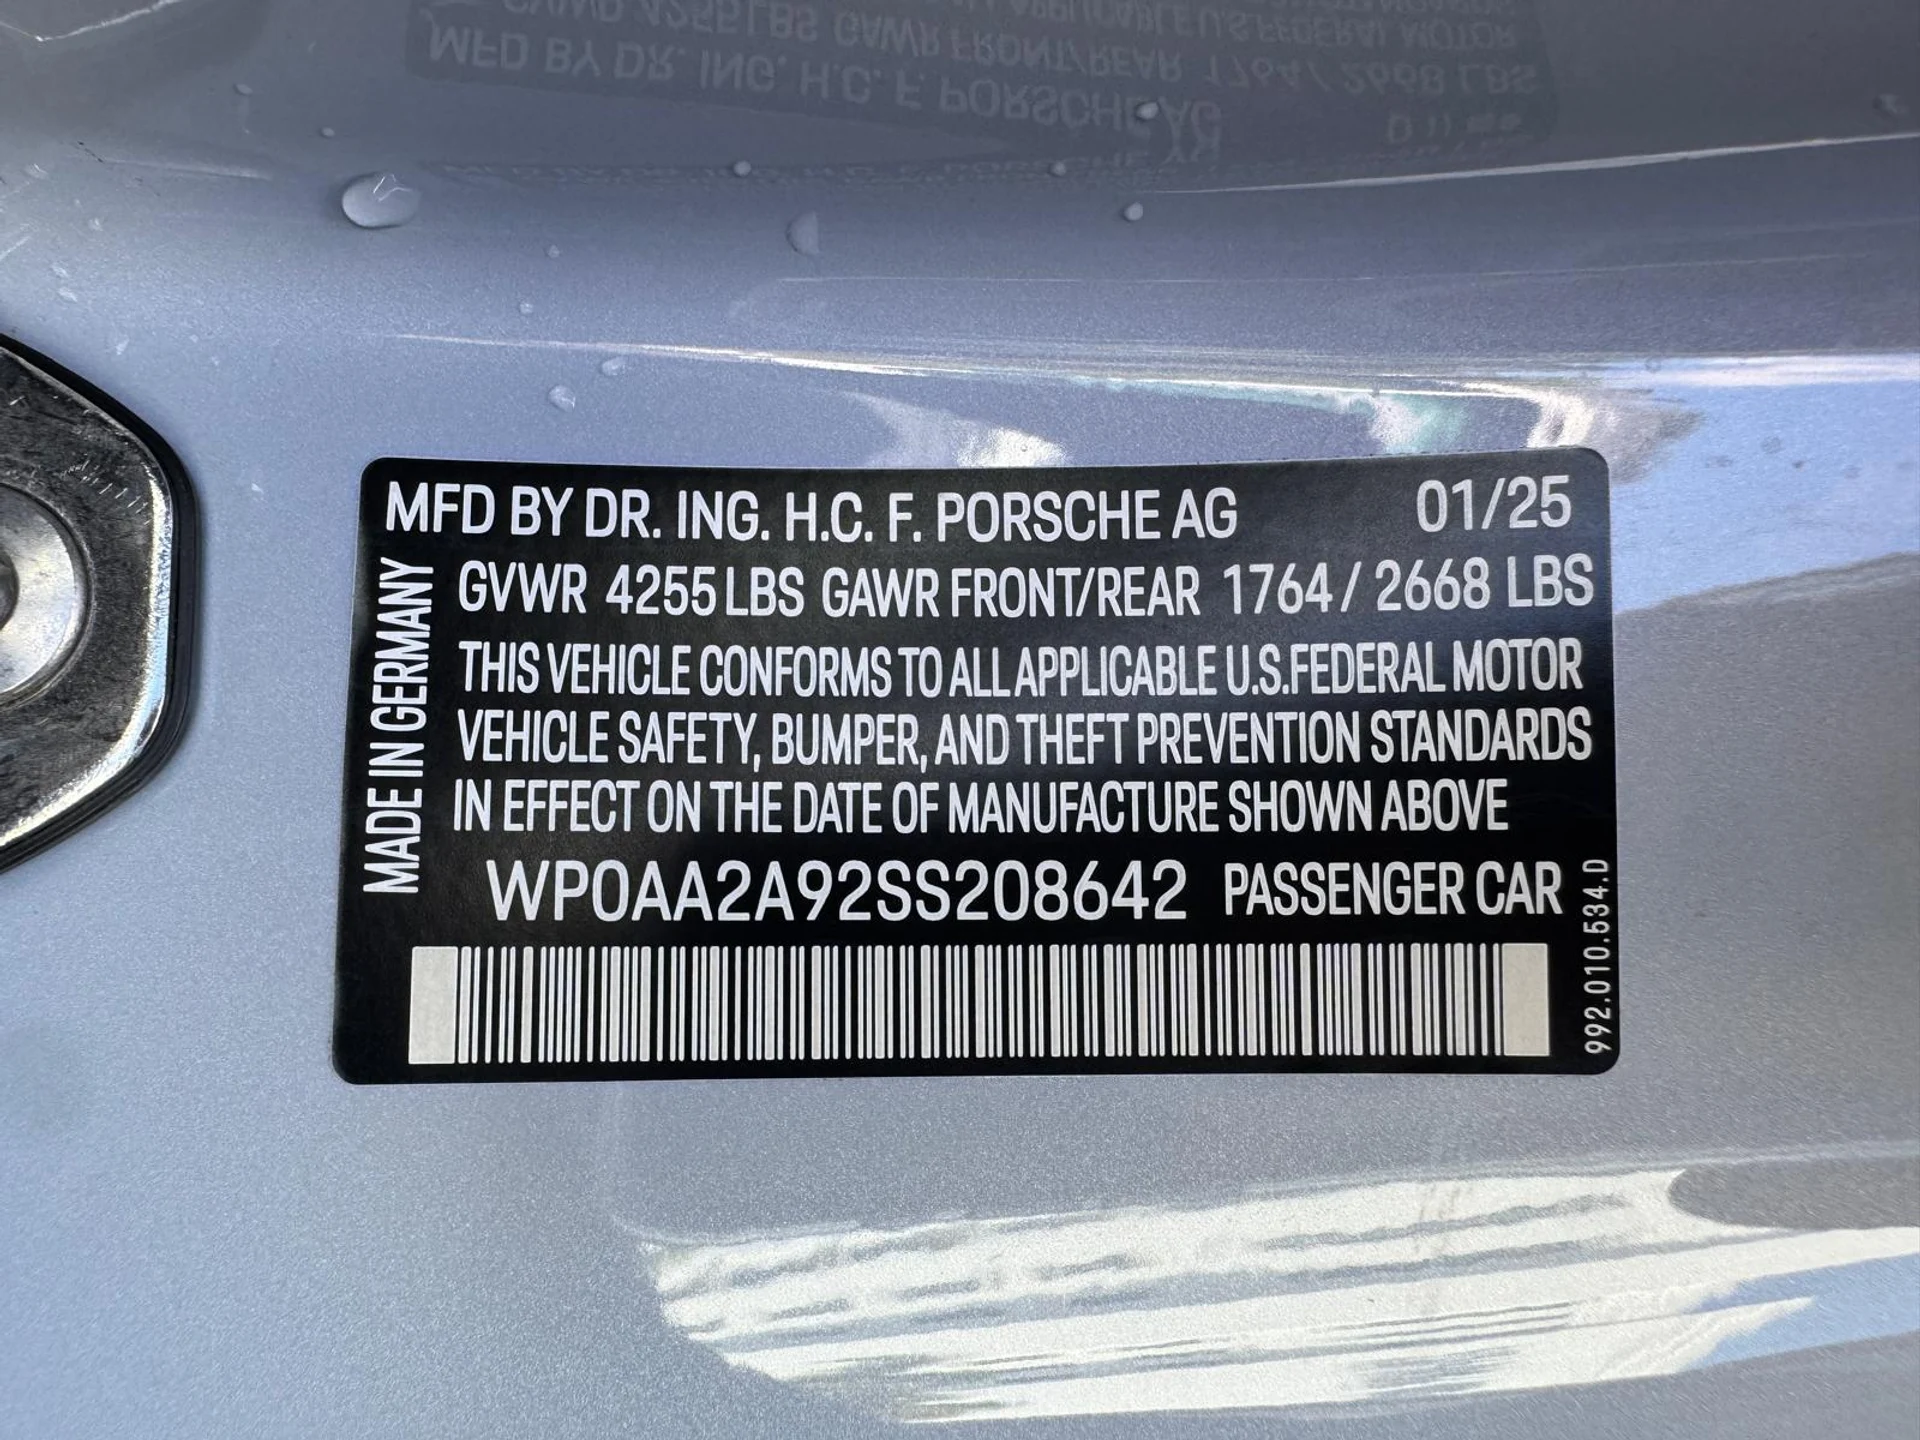 MFD BY DR. ING. H.C. F. PORSCHE AG 01/25
GVWR 4255 LBS GAWR FRONT/REAR 1764 / 2668 LBS
THIS VEHICLE CONFORMS TO ALL APPLICABLE U.S. FEDERAL MOTOR
VEHICLE SAFETY, BUMPER, AND THEFT PREVENTION STANDARDS
IN EFFECT ON THE DATE OF MANUFACTURE SHOWN ABOVE
WP0AA2A92SS208642 PASSENGER CAR
MADE IN GERMANY
992.010.534.D